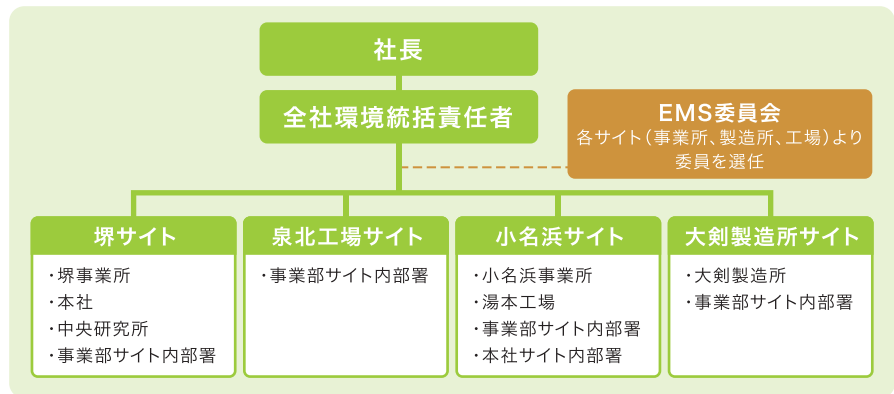 社長
全社環境統括責任者
EMS委員会
各サイト（事業所、製造所、工場）より
委員を選任
堺サイト
・堺事業所
・本社
・中央研究所
・事業部サイト内部署
泉北工場サイト
・事業部サイト内部署
小名浜サイト
・小名浜事業所
・湯本工場
・事業部サイト内部署
・本社サイト内部署
大剣製造所サイト
・大剣製造所
・事業部サイト内部署